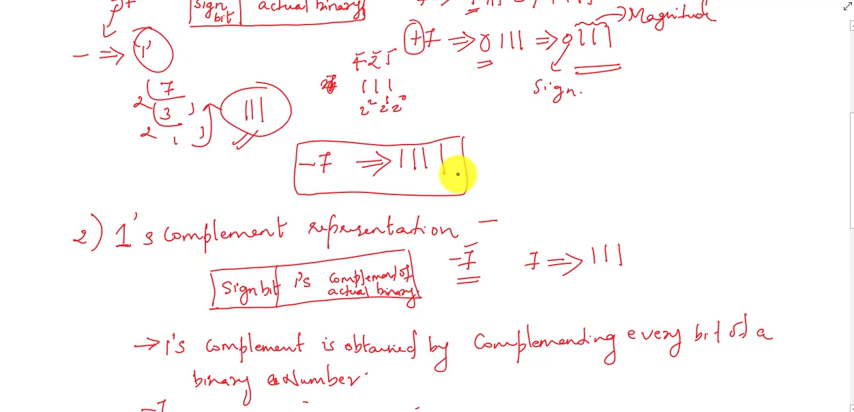 sign bit actual binary
+7 ⇒ 0111 ⇒ 0111 → Magnitude
sign.
− ⇒ 1
7
2 3 1
2 1 1
111
111
2² 2¹ 2⁰
−7 ⇒ 1111
2) 1's complement representation −
sign bit 1's complement of actual binary
−7 7 ⇒ 111
→ 1's complement is obtained by complementing every bit of a
binary number.
−7